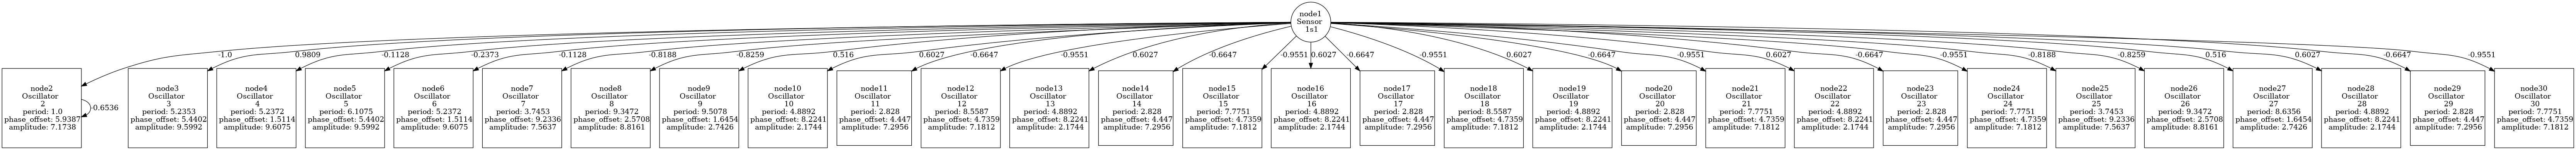 node1
Sensor
1s1
-1.0
0.9809
-0.1128
-0.2373
-0.1128
-0.8188
-0.8259
0.516
0.6027
-0.6647
-0.9551
0.6027
-0.6647
-0.9551
0.6027
-0.6647
-0.9551
0.6027
-0.6647
-0.9551
0.6027
-0.6647
-0.9551
-0.8188
-0.8259
0.516
0.6027
-0.6647
-0.9551
node2
Oscillator
2
period: 1.0
phase_offset: 5.9387
amplitude: 7.1738
-0.6536
node3
Oscillator
3
period: 5.2353
phase_offset: 5.4402
amplitude: 9.5992
node4
Oscillator
4
period: 5.2372
phase_offset: 1.5114
amplitude: 9.6075
node5
Oscillator
5
period: 6.1075
phase_offset: 5.4402
amplitude: 9.5992
node6
Oscillator
6
period: 5.2372
phase_offset: 1.5114
amplitude: 9.6075
node7
Oscillator
7
period: 3.7453
phase_offset: 9.2336
amplitude: 7.5637
node8
Oscillator
8
period: 9.3472
phase_offset: 2.5708
amplitude: 8.8161
node9
Oscillator
9
period: 9.5078
phase_offset: 1.6454
amplitude: 2.7426
node10
Oscillator
10
period: 4.8892
phase_offset: 8.2241
amplitude: 2.1744
node11
Oscillator
11
period: 2.828
phase_offset: 4.447
amplitude: 7.2956
node12
Oscillator
12
period: 8.5587
phase_offset: 4.7359
amplitude: 7.1812
node13
Oscillator
13
period: 4.8892
phase_offset: 8.2241
amplitude: 2.1744
node14
Oscillator
14
period: 2.828
phase_offset: 4.447
amplitude: 7.2956
node15
Oscillator
15
period: 7.7751
phase_offset: 4.7359
amplitude: 7.1812
node16
Oscillator
16
period: 4.8892
phase_offset: 8.2241
amplitude: 2.1744
node17
Oscillator
17
period: 2.828
phase_offset: 4.447
amplitude: 7.2956
node18
Oscillator
18
period: 8.5587
phase_offset: 4.7359
amplitude: 7.1812
node19
Oscillator
19
period: 4.8892
phase_offset: 8.2241
amplitude: 2.1744
node20
Oscillator
20
period: 2.828
phase_offset: 4.447
amplitude: 7.2956
node21
Oscillator
21
period: 7.7751
phase_offset: 4.7359
amplitude: 7.1812
node22
Oscillator
22
period: 4.8892
phase_offset: 8.2241
amplitude: 2.1744
node23
Oscillator
23
period: 2.828
phase_offset: 4.447
amplitude: 7.2956
node24
Oscillator
24
period: 7.7751
phase_offset: 4.7359
amplitude: 7.1812
node25
Oscillator
25
period: 3.7453
phase_offset: 9.2336
amplitude: 7.5637
node26
Oscillator
26
period: 9.3472
phase_offset: 2.5708
amplitude: 8.8161
node27
Oscillator
27
period: 8.6356
phase_offset: 1.6454
amplitude: 2.7426
node28
Oscillator
28
period: 4.8892
phase_offset: 8.2241
amplitude: 2.1744
node29
Oscillator
29
period: 2.828
phase_offset: 4.447
amplitude: 7.2956
node30
Oscillator
30
period: 7.7751
phase_offset: 4.7359
amplitude: 7.1812